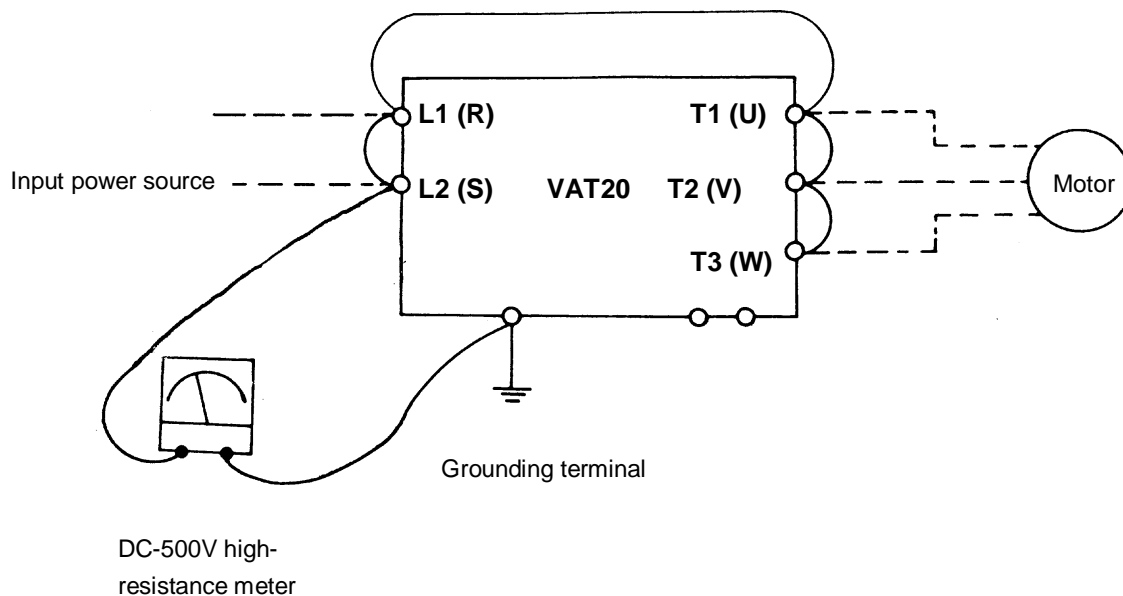 L1 (R)
T1 (U)
Input power source
L2 (S)
VAT20
T2 (V)
Motor
T3 (W)
Grounding terminal
DC-500V high-
resistance meter